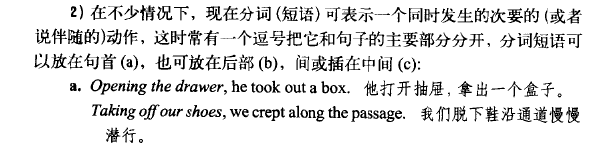 2) 在不少情况下，现在分词 (短语) 可表示一个同时发生的次要的 (或者
说伴随的)动作，这时常有一个逗号把它和句子的主要部分分开，分词短语可
以放在句首 (a)，也可放在后部 (b)，间或插在中间 (c):
a. Opening the drawer, he took out a box. 他打开抽屉，拿出一个盒子。
Taking off our shoes, we crept along the passage. 我们脱下鞋沿通道慢慢
潜行。